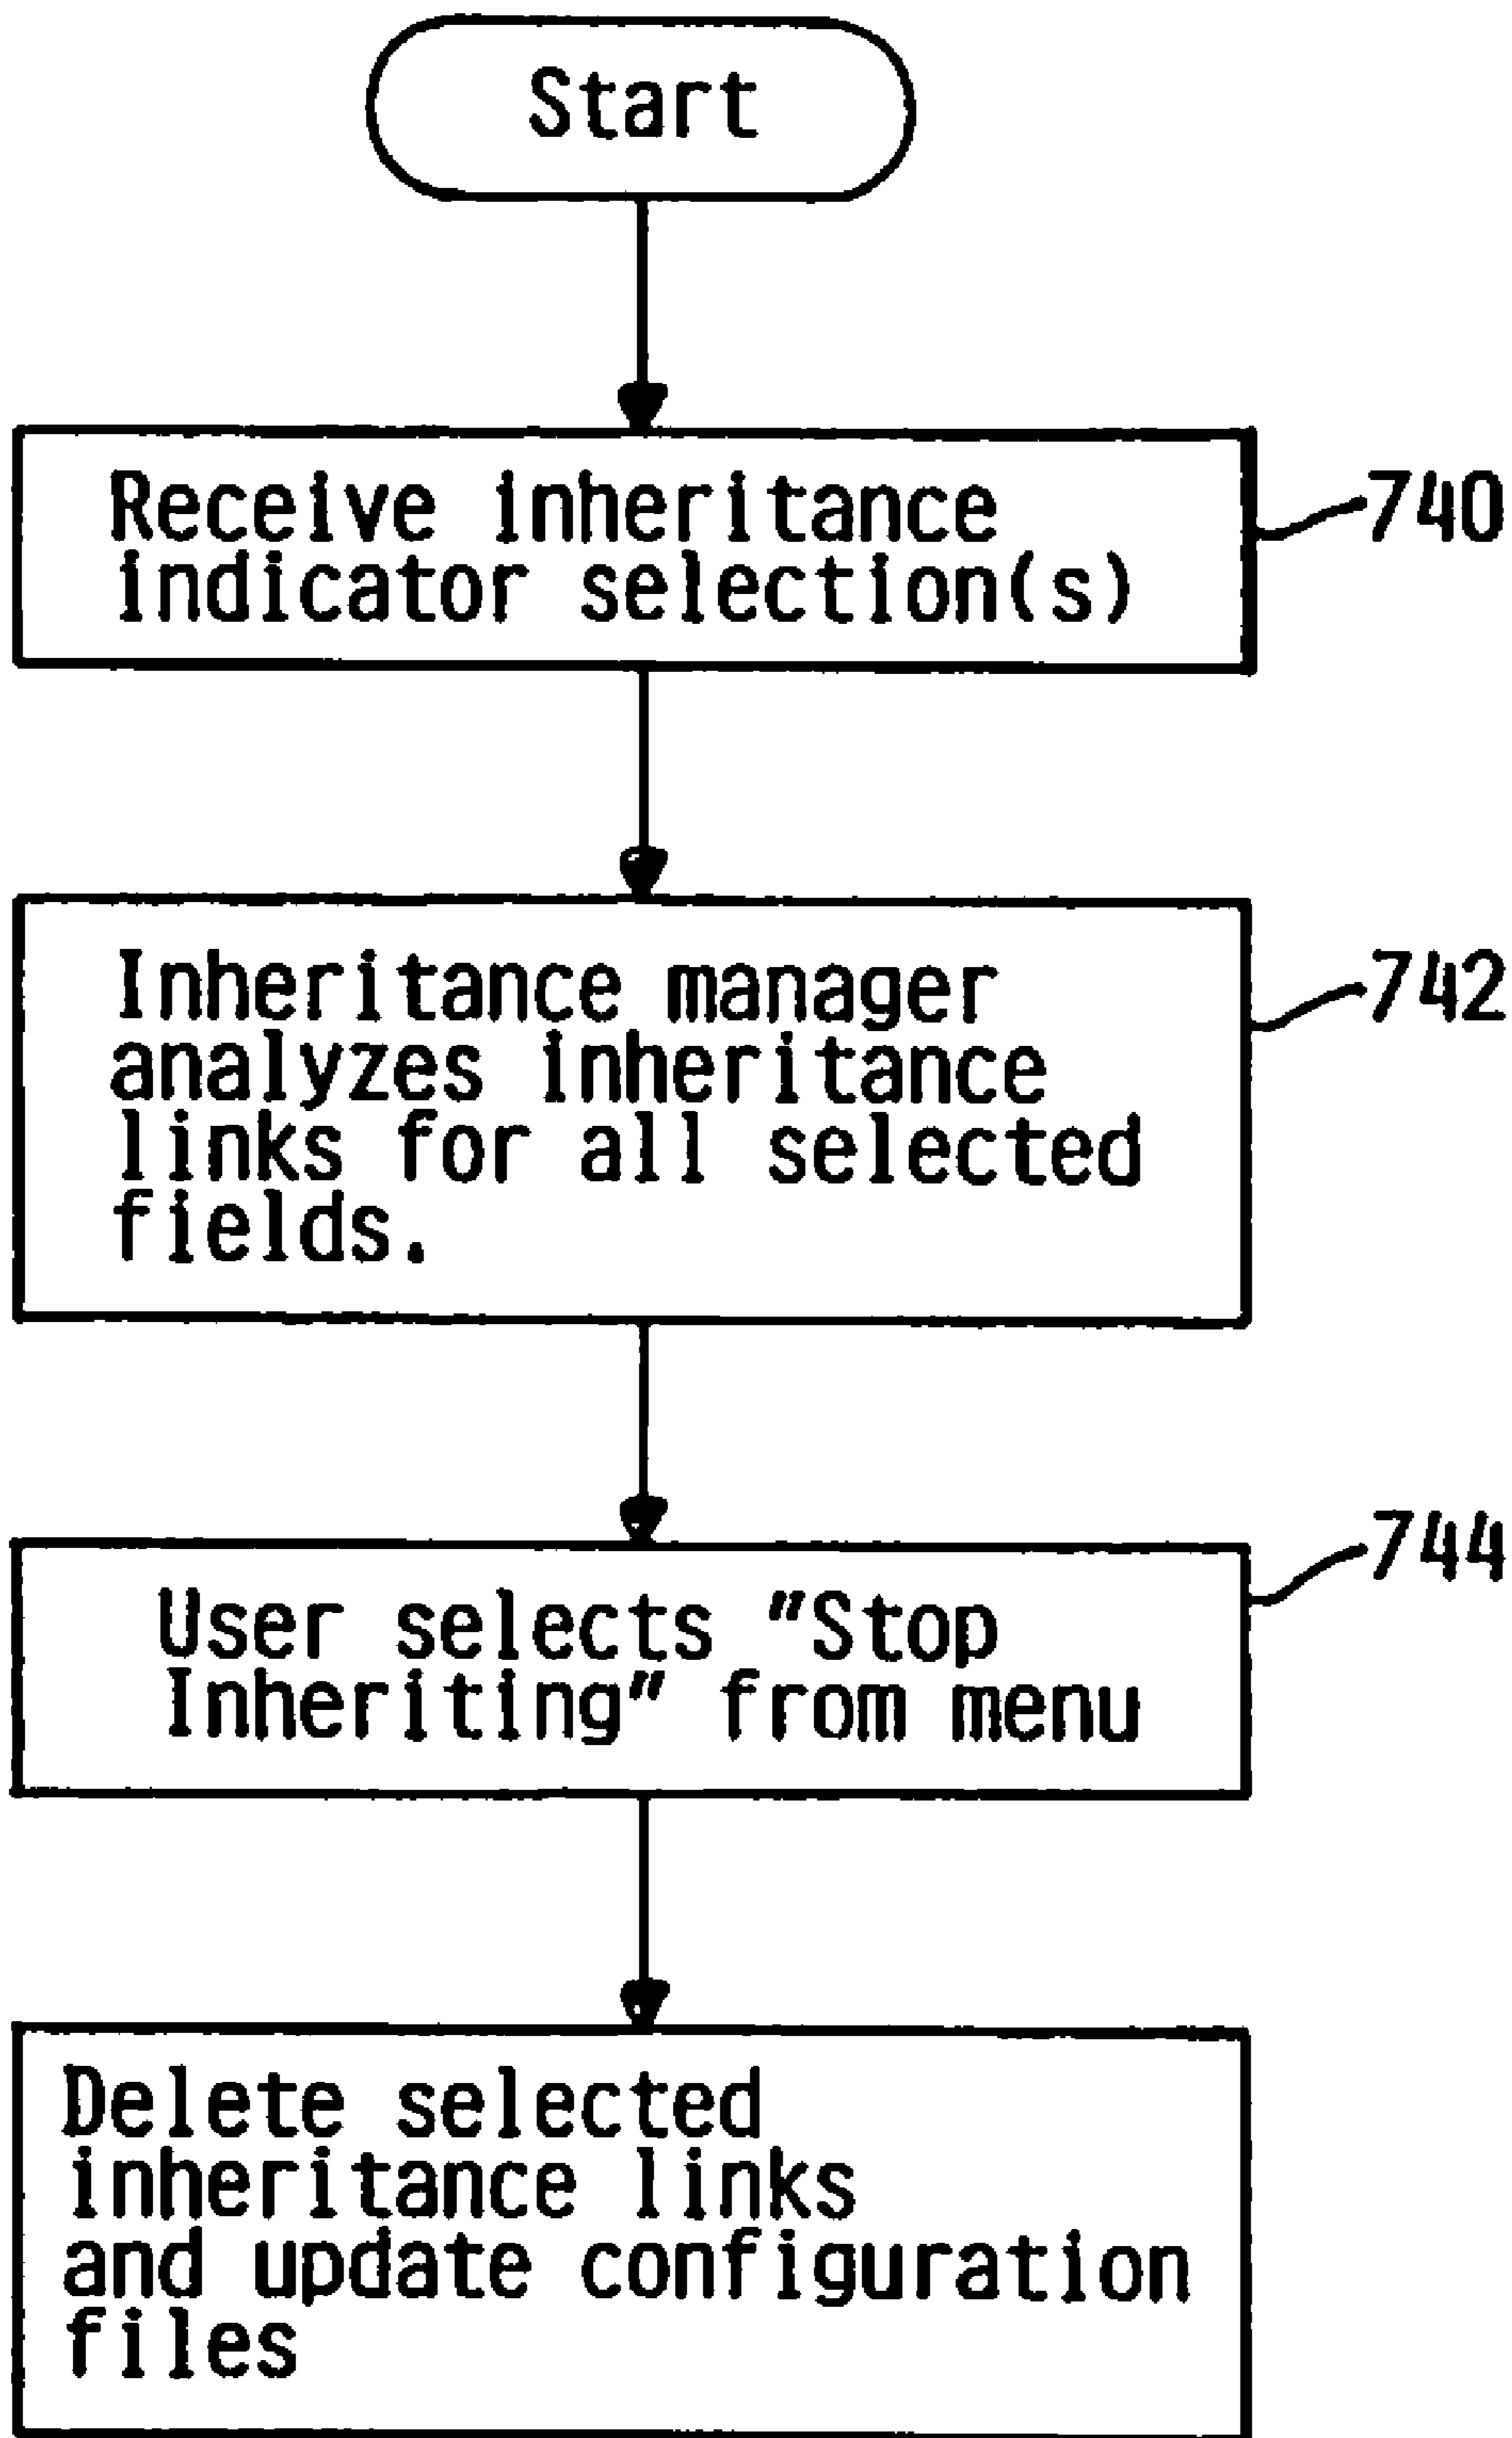 Start
Receive inheritance
indicator selection(s)
740
Inheritance manager
analyzes inheritance
links for all selected
fields.
742
User selects "Stop
Inheriting" from menu
744
Delete selected
inheritance links
and update configuration
files